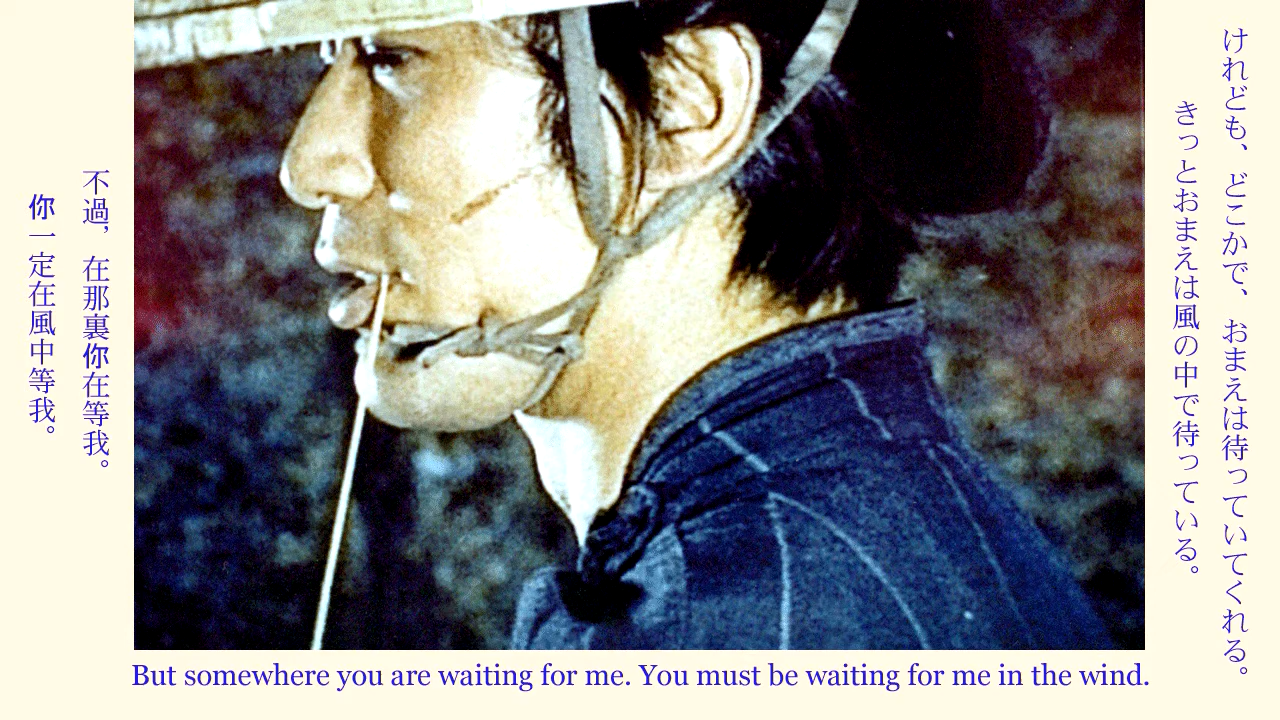 けれども、どこかで、おまえは待っていてくれる。
きっとおまえは風の中で待っている。
不過，在那裏你在等我。
你一定在風中等我。
But somewhere you are waiting for me. You must be waiting for me in the wind.